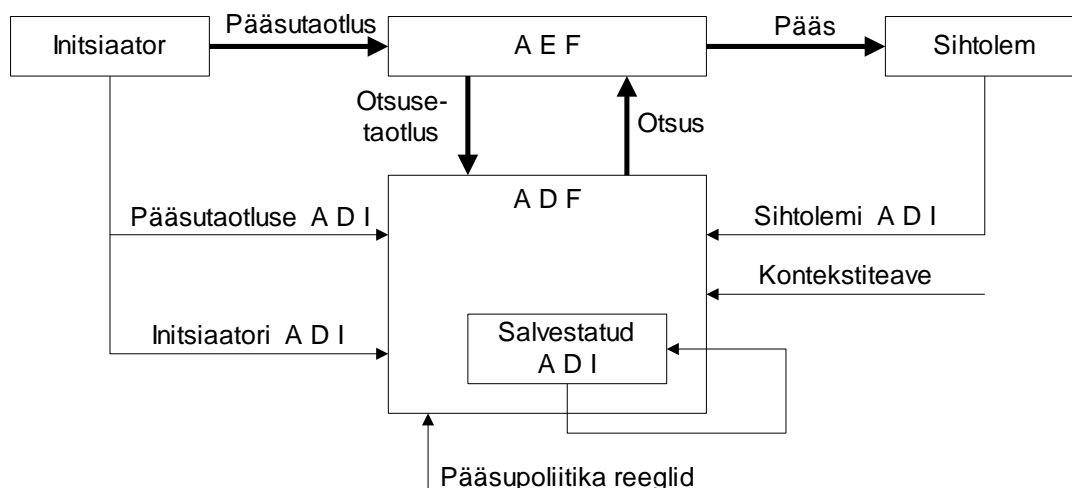 Pääsutaotlus
Pääs
Initsiaator
A E F
Sihtolem
Otsuse-
taotlus
Otsus
A D F
Pääsutaotluse A D I
Sihtolemi A D I
Kontekstiteave
Initsiaatori A D I
Salvestatud
A D I
Pääsupoliitika reeglid